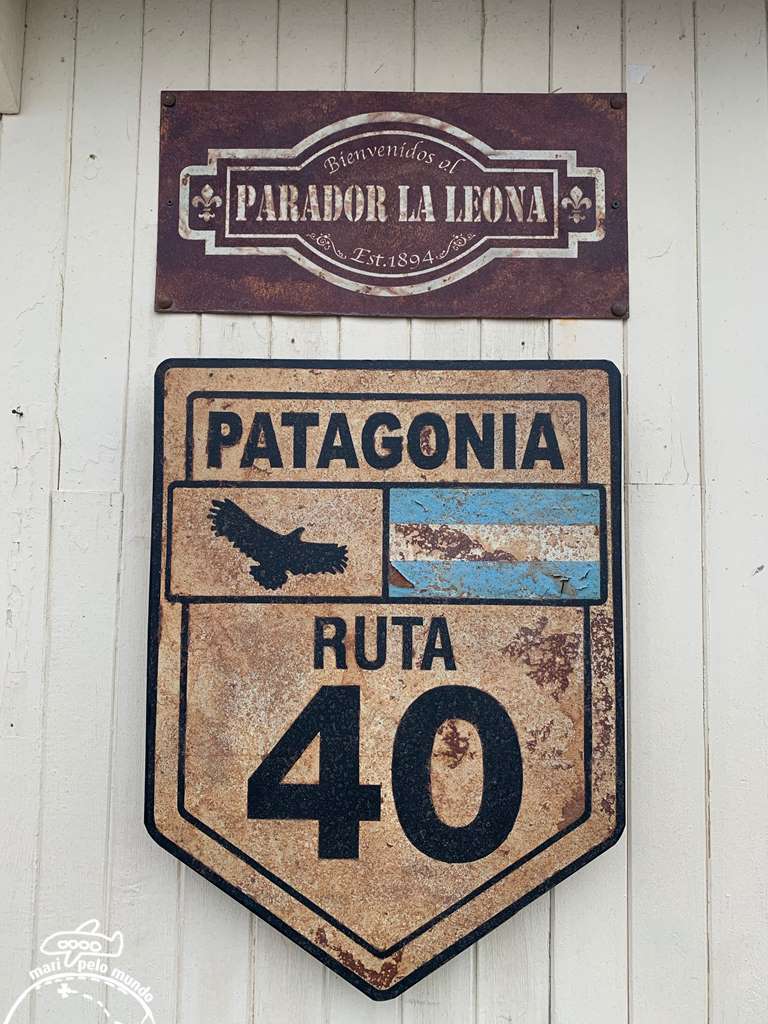 Bienvenidos al
PARADOR LA LEONA
Est.1894
PATAGONIA
RUTA
40
mari pelo mundo